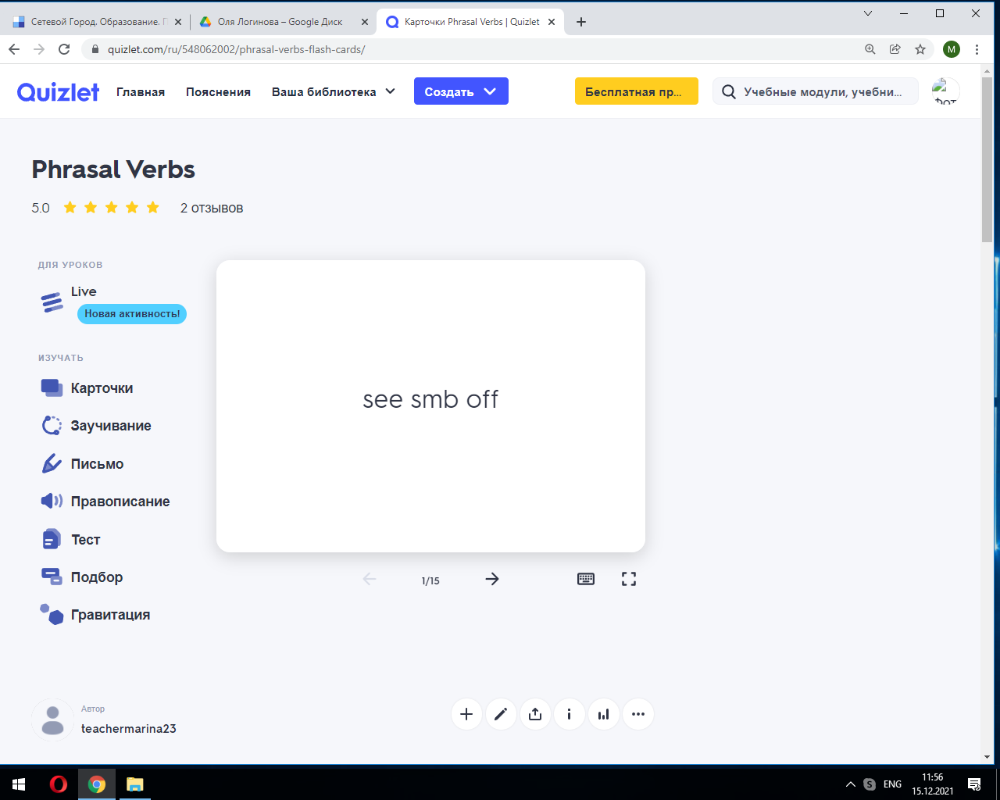 Сетевой Город. Образование.
Оля Логинова – Google Диск
Карточки Phrasal Verbs | Quizlet
quizlet.com/ru/548062002/phrasal-verbs-flash-cards/
M
Quizlet
Главная
Пояснения
Ваша библиотека
Создать
Бесплатная пр...
Учебные модули, учебни...
Phrasal Verbs
5.0
2 отзывов
ДЛЯ УРОКОВ
Live
Новая активность!
ИЗУЧАТЬ
Карточки
Заучивание
Письмо
Правописание
Тест
Подбор
Гравитация
see smb off
1/15
Автор
teachermarina23
ENG
11:56
15.12.2021